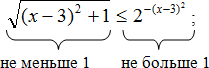 √((x−3)²+1) ≤ 2^(−(x−3)²) ;
не меньше 1 не больше 1